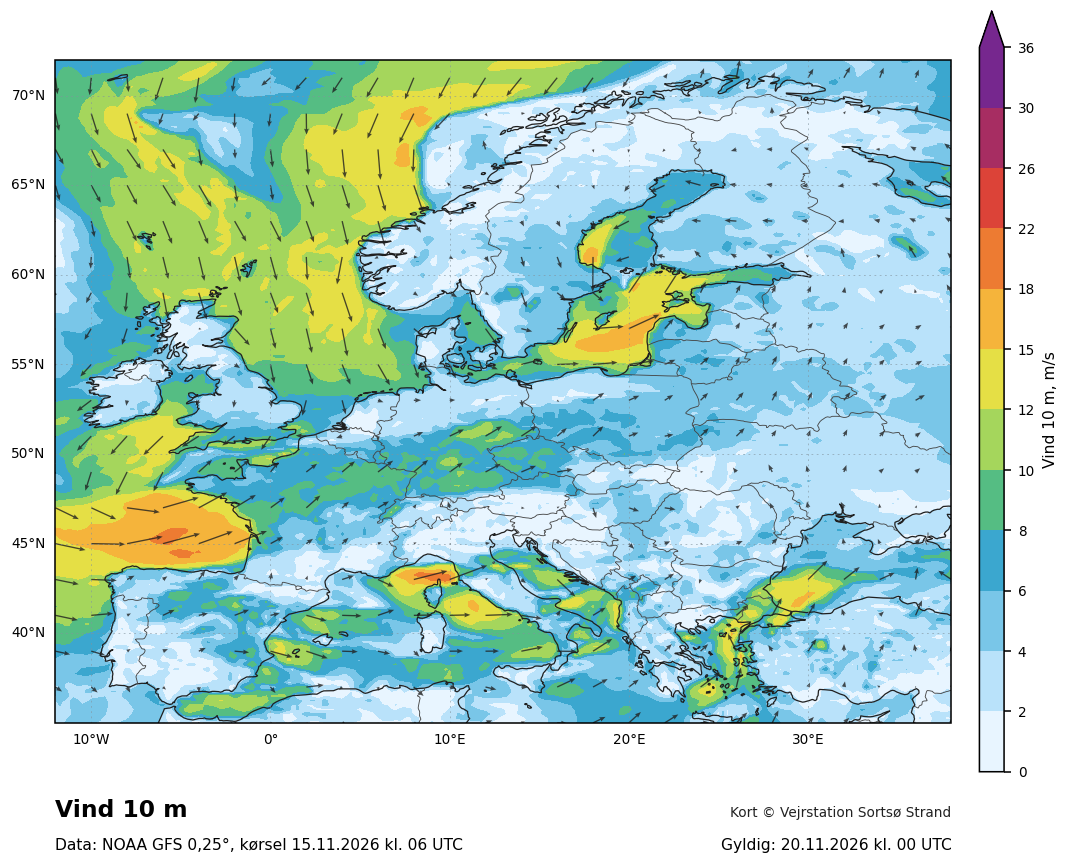 36
30
26
22
18
15
12
10
8
6
4
2
0
Vind 10 m, m/s
70°N
65°N
60°N
55°N
50°N
45°N
40°N
10°W
0°
10°E
20°E
30°E
Vind 10 m
Kort © Vejrstation Sortsø Strand
Data: NOAA GFS 0,25°, kørsel 15.11.2026 kl. 06 UTC
Gyldig: 20.11.2026 kl. 00 UTC